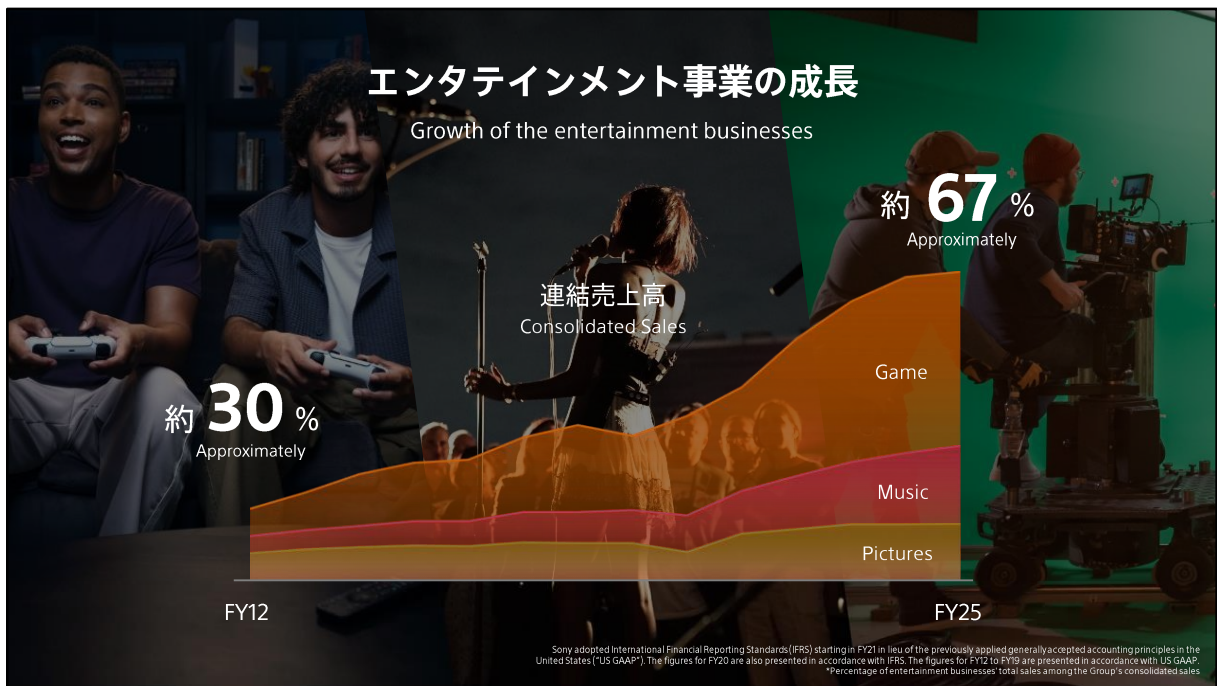 エンタテインメント事業の成長
Growth of the entertainment businesses
約 67 %
Approximately
連結売上高
Consolidated Sales
Game
約 30 %
Approximately
Music
Pictures
FY12
FY25
Sony adopted International Financial Reporting Standards (IFRS) starting in FY21 in lieu of the previously applied generally accepted accounting principles in the
United States ("US GAAP"). The figures for FY20 are also presented in accordance with IFRS. The figures for FY12 to FY19 are presented in accordance with US GAAP.
*Percentage of entertainment businesses' total sales among the Group's consolidated sales